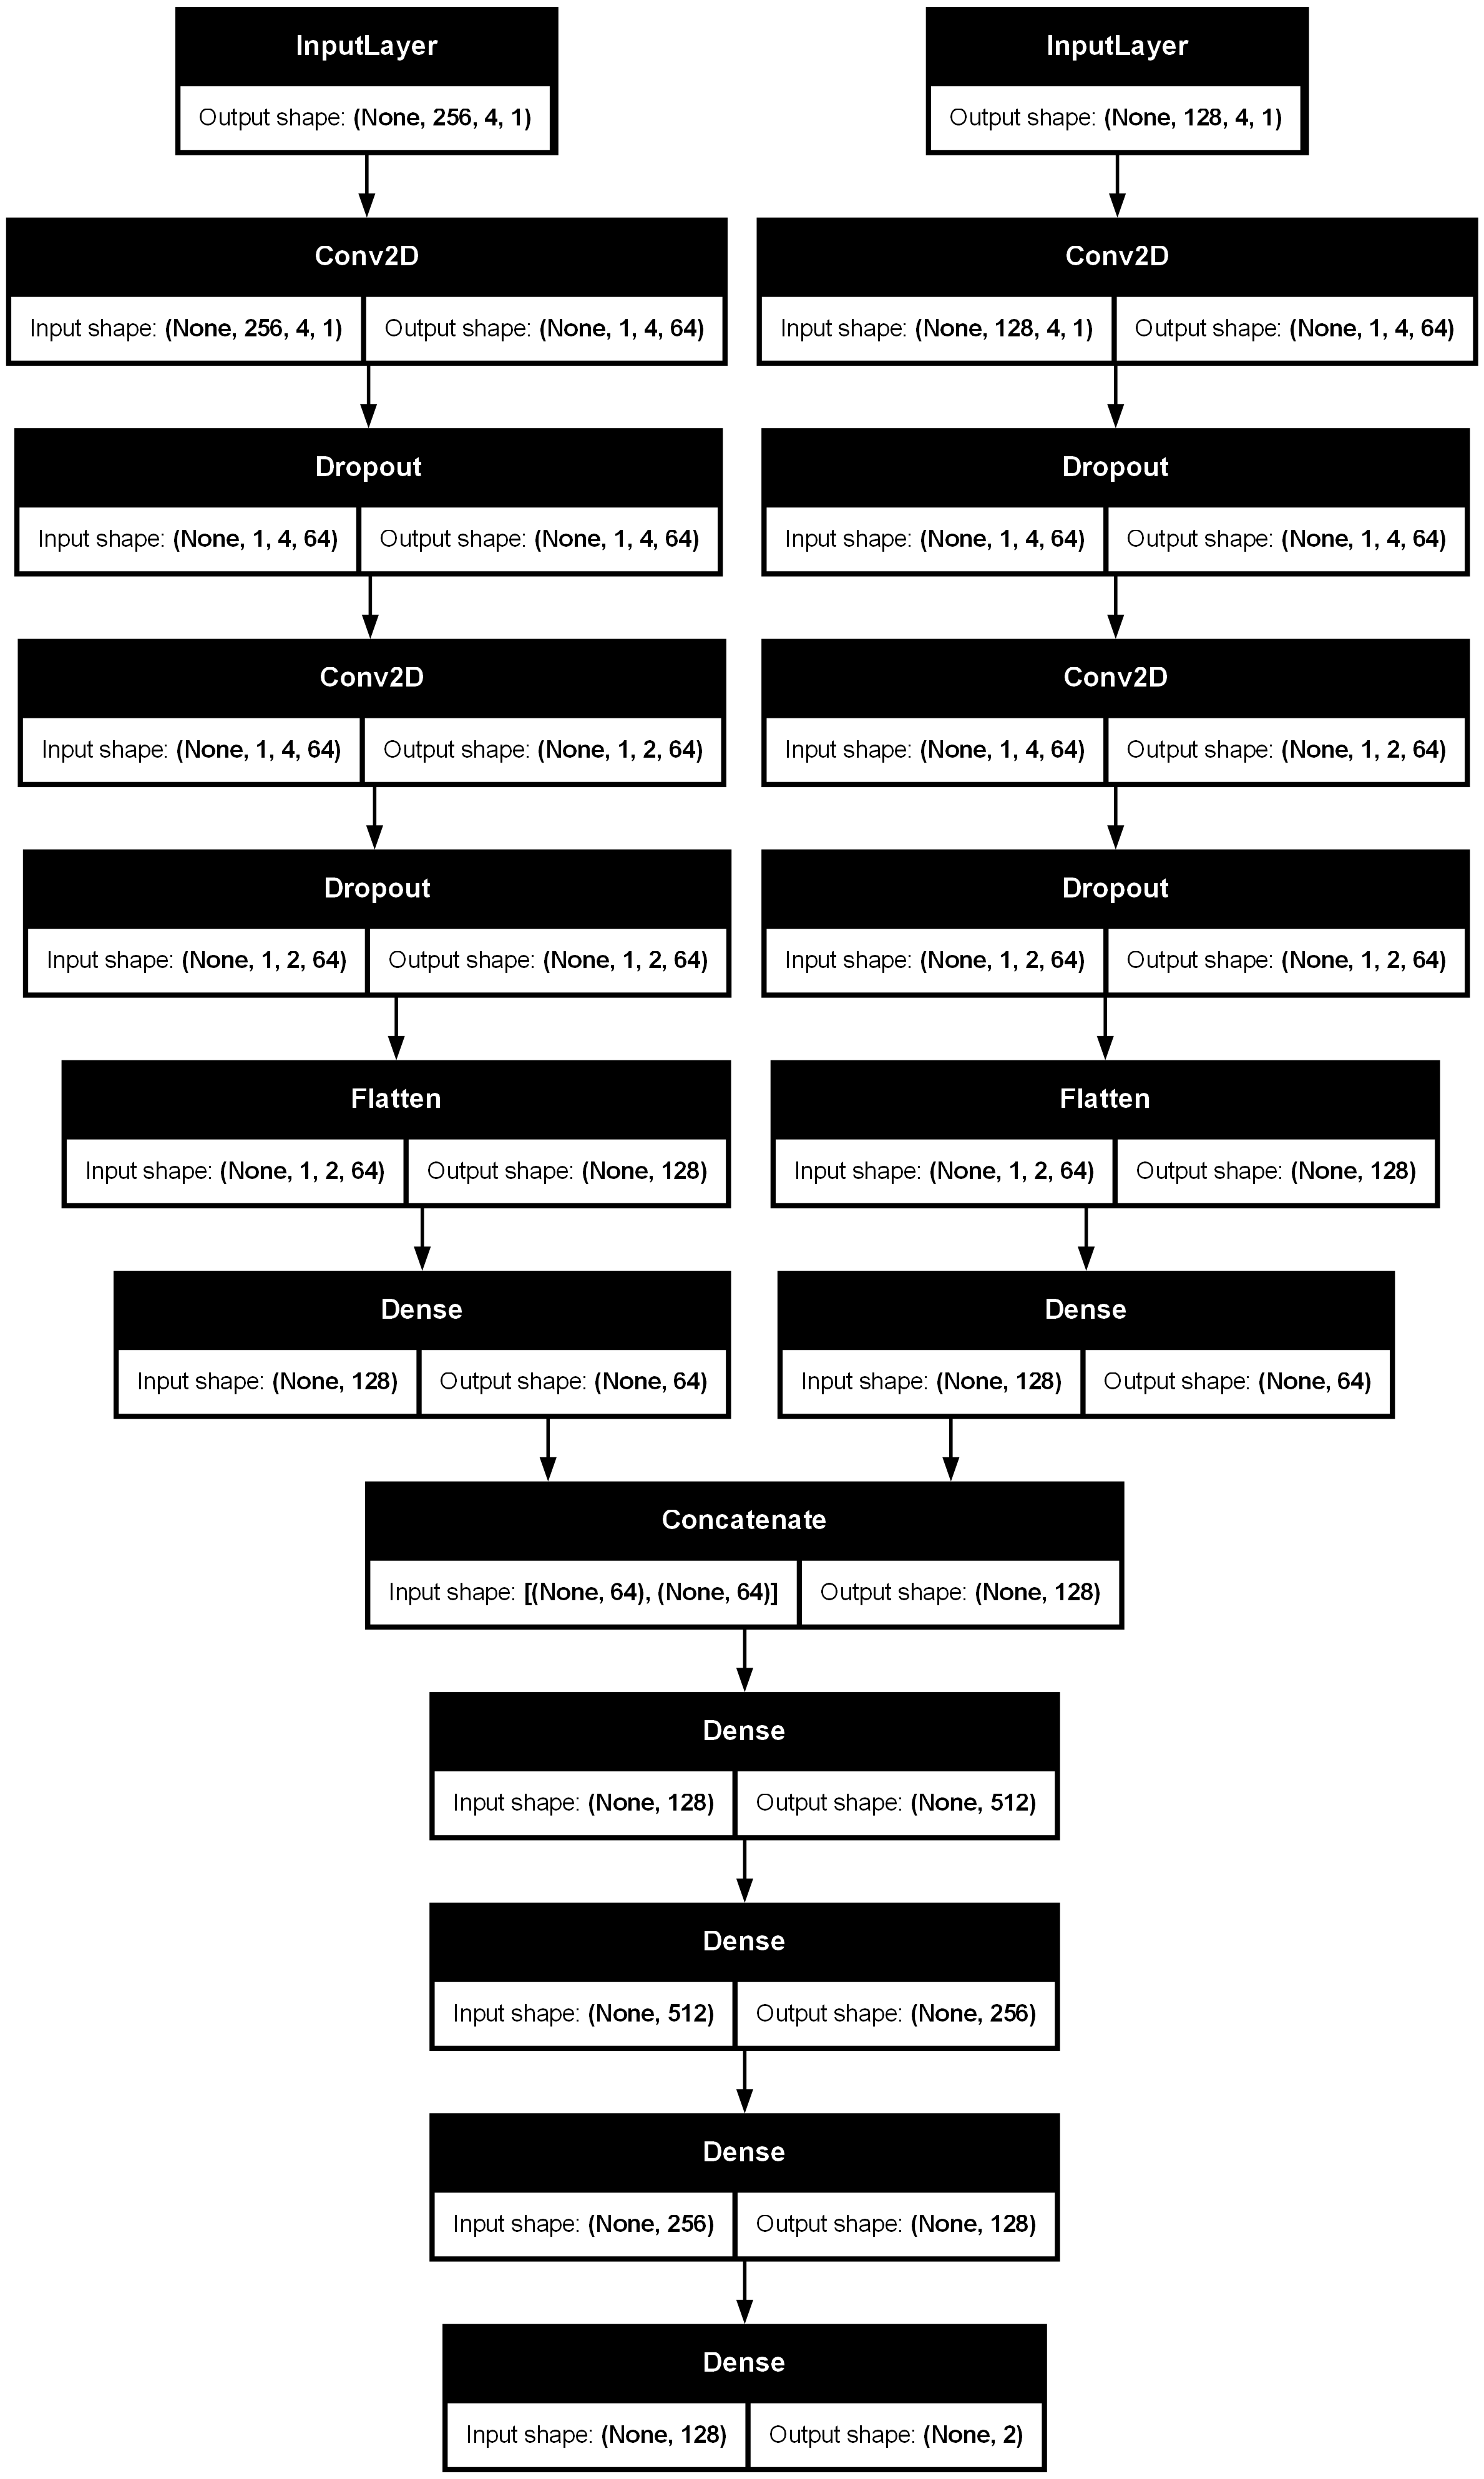 InputLayer
Output shape: (None, 256, 4, 1)
InputLayer
Output shape: (None, 128, 4, 1)
Conv2D
Input shape: (None, 256, 4, 1) Output shape: (None, 1, 4, 64)
Conv2D
Input shape: (None, 128, 4, 1) Output shape: (None, 1, 4, 64)
Dropout
Input shape: (None, 1, 4, 64) Output shape: (None, 1, 4, 64)
Dropout
Input shape: (None, 1, 4, 64) Output shape: (None, 1, 4, 64)
Conv2D
Input shape: (None, 1, 4, 64) Output shape: (None, 1, 2, 64)
Conv2D
Input shape: (None, 1, 4, 64) Output shape: (None, 1, 2, 64)
Dropout
Input shape: (None, 1, 2, 64) Output shape: (None, 1, 2, 64)
Dropout
Input shape: (None, 1, 2, 64) Output shape: (None, 1, 2, 64)
Flatten
Input shape: (None, 1, 2, 64) Output shape: (None, 128)
Flatten
Input shape: (None, 1, 2, 64) Output shape: (None, 128)
Dense
Input shape: (None, 128) Output shape: (None, 64)
Dense
Input shape: (None, 128) Output shape: (None, 64)
Concatenate
Input shape: [(None, 64), (None, 64)] Output shape: (None, 128)
Dense
Input shape: (None, 128) Output shape: (None, 512)
Dense
Input shape: (None, 512) Output shape: (None, 256)
Dense
Input shape: (None, 256) Output shape: (None, 128)
Dense
Input shape: (None, 128) Output shape: (None, 2)